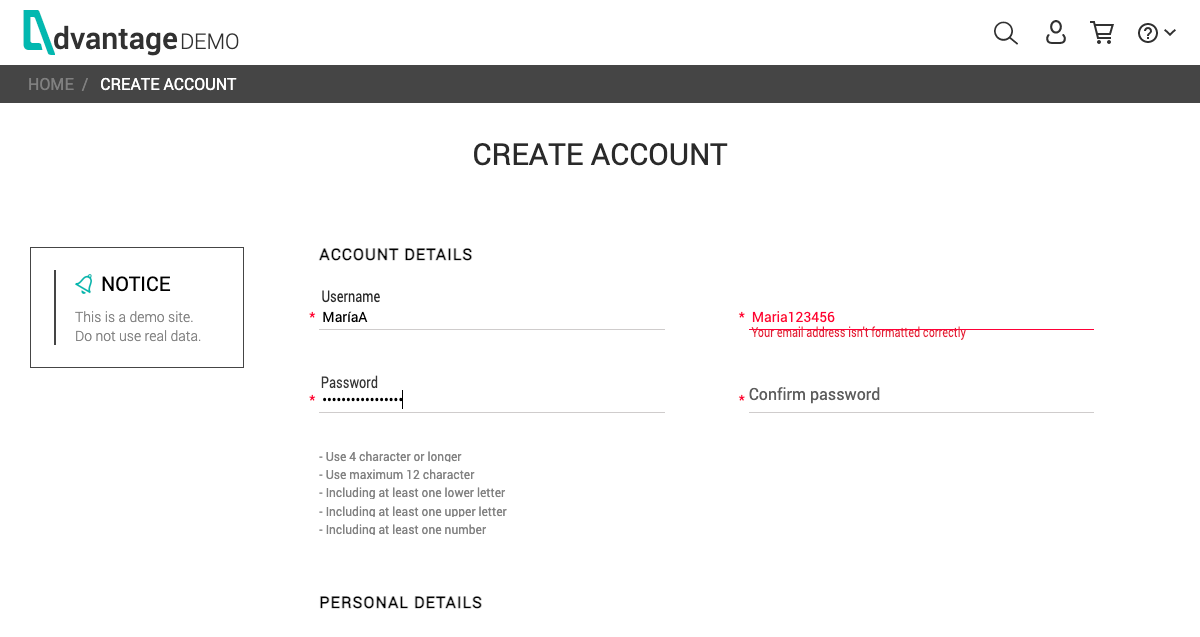 dvantage DEMO
HOME / CREATE ACCOUNT
CREATE ACCOUNT
NOTICE
This is a demo site.
Do not use real data.
ACCOUNT DETAILS
Username
* MaríaA
* Maria123456
Your email address isn't formatted correctly
Password
* •••••••••••••••••
* Confirm password
- Use 4 character or longer
- Use maximum 12 character
- Including at least one lower letter
- Including at least one upper letter
- Including at least one number
PERSONAL DETAILS